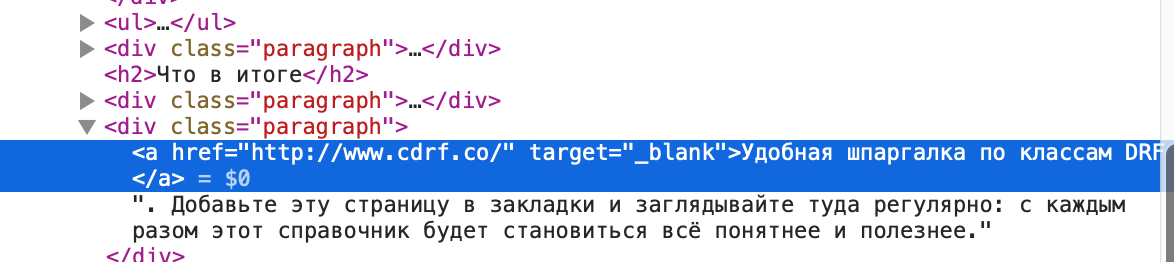 </div>
<ul>…</ul>
<div class="paragraph">…</div>
<h2>Что в итоге</h2>
<div class="paragraph">…</div>
<div class="paragraph">
<a href="http://www.cdrf.co/" target="_blank">Удобная шпаргалка по классам DRF
</a> = $0
". Добавьте эту страницу в закладки и заглядывайте туда регулярно: с каждым
разом этот справочник будет становиться всё понятнее и полезнее."
</div>